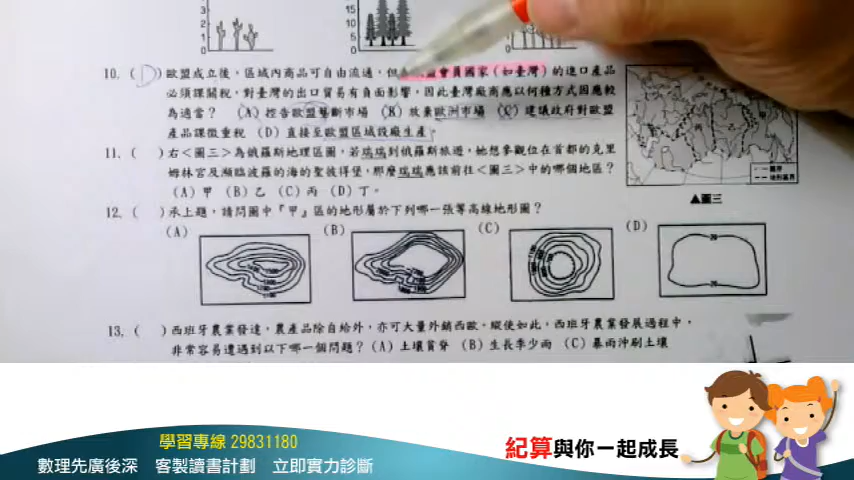 3
2
1
0
15
10
5
0
0
10. ( D )歐盟成立後，區域內商品可自由流通，但 會員國家(如臺灣)的進口產品
必須課關稅，對臺灣的出口貿易有負面影響，因此臺灣廠商應以何種方式因應較
為適當？ (A)控告歐盟壟斷市場 (B)放棄歐洲市場 (C)建議政府對歐盟
產品課徵重稅 (D)直接至歐盟區域設廠生產。
11. ( )右<圖三>為俄羅斯地理區圖，若瑞瑞到俄羅斯旅遊，她想參觀位在首都的克里
姆林宮及瀕臨波羅的海的聖彼得堡，那麼瑞瑞應該前往<圖三>中的哪個地區？
(A)甲 (B)乙 (C)丙 (D)丁。
▲圖三
12. ( )承上題，請問圖中『甲』區的地形屬於下列哪一張等高線地形圖？
(A) (B) (C) (D)
13. ( )西班牙農業發達，農產品除自給外，亦可大量外銷西歐。縱使如此，西班牙農業發展過程中，
非常容易遭遇到以下哪一個問題？(A)土壤貧脊 (B)生長季少雨 (C)暴雨沖刷土壤
學習專線 29831180
數理先廣後深 客製讀書計劃 立即實力診斷
紀算與你一起成長